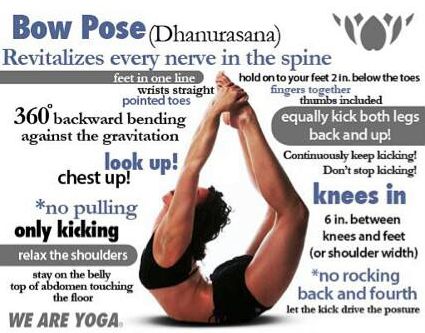 Bow Pose (Dhanurasana)
Revitalizes every nerve in the spine
feet in one line
wrists straight
pointed toes
hold on to your feet 2 in. below the toes
fingers together
thumbs included
360° backward bending
against the gravitation
equally kick both legs
back and up!
look up!
chest up!
Continuously keep kicking!
Don't stop kicking!
*no pulling
only kicking
knees in
6 in. between
knees and feet
(or shoulder width)
relax the shoulders
stay on the belly
top of abdomen touching
the floor
*no rocking
back and fourth
let the kick drive the posture
WE ARE YOGA®